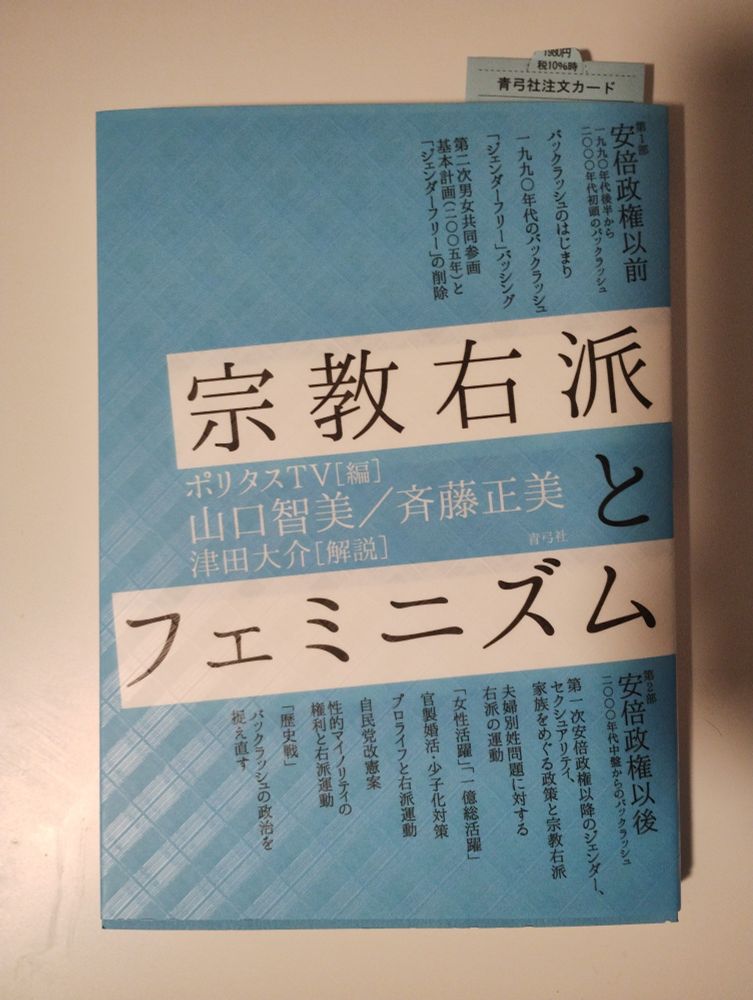 1980円
税10%時
青弓社注文カード
第1部
安倍政権以前
一九九〇年代後半から
二〇〇〇年代初頭のバックラッシュ
バックラッシュのはじまり
一九九〇年代のバックラッシュ
「ジェンダーフリー」バッシング
第二次男女共同参画
基本計画（二〇〇五年）と
「ジェンダーフリー」の削除
宗教右派
と
フェミニズム
ポリタスTV［編］
山口智美／斉藤正美
津田大介［解説］
青弓社
第2部
安倍政権以後
二〇〇〇年代中盤からのバックラッシュ
第一次安倍政権以降のジェンダー、
セクシュアリティ、
家族をめぐる政策と宗教右派
夫婦別姓問題に対する
右派の運動
「女性活躍」「一億総活躍」
官製婚活・少子化対策
プロライフと右派運動
自民党改憲案
性的マイノリティの
権利と右派運動
「歴史戦」
バックラッシュの政治を
捉え直す